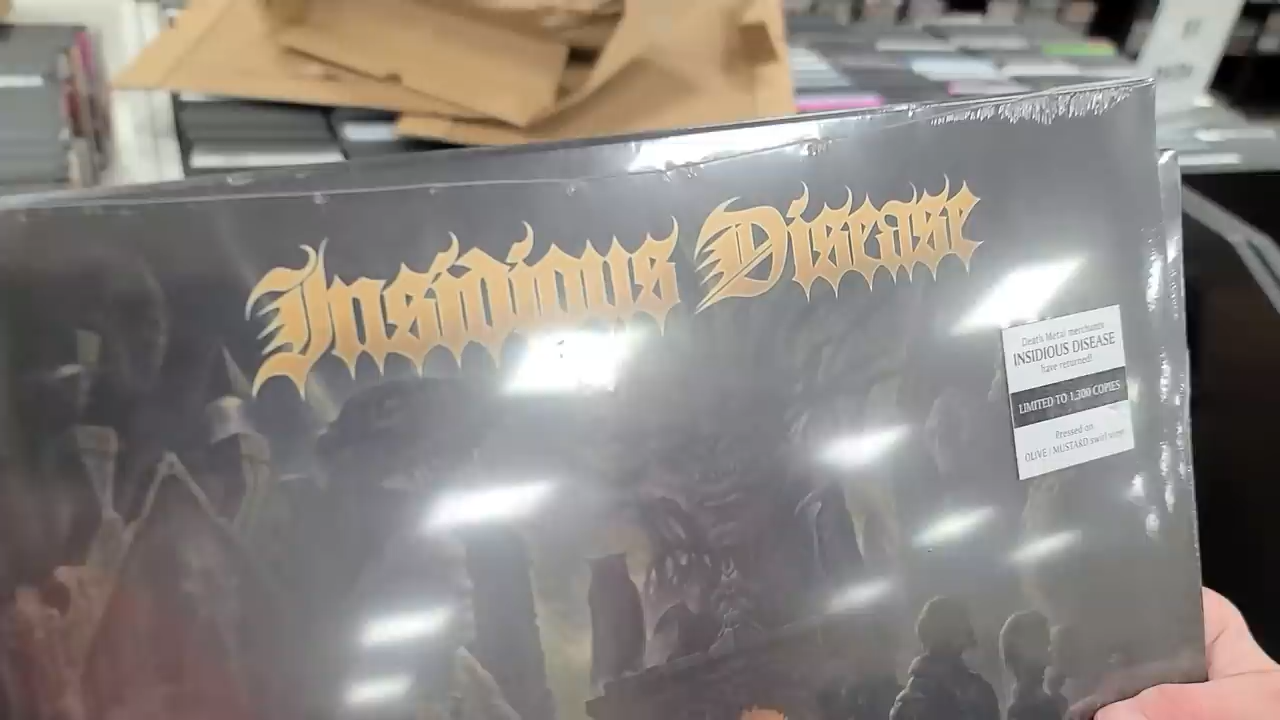 Insidious Disease
Death Metal merchants
INSIDIOUS DISEASE
have returned!
LIMITED TO 1,300 COPIES
Pressed on
OLIVE / MUSTARD swirl vinyl